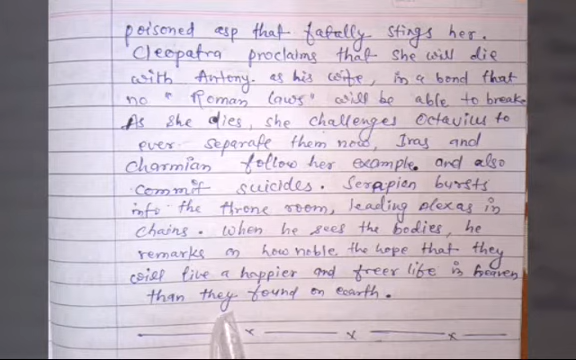 poisoned asp that fatally stings her.
Cleopatra proclaims that she will die
with Antony. as his wife, in a bond that
no "Roman laws" will be able to break.
As she dies, she challenges Octavius to
ever separate them now, Iras and
Charmian follow her example. and also
commit suicides. Serapion bursts
into the throne room, leading Alexas in
chains. When he sees the bodies, he
remarks on how noble the hope that they
will live a happier and freer life in heaven
than they found on earth.